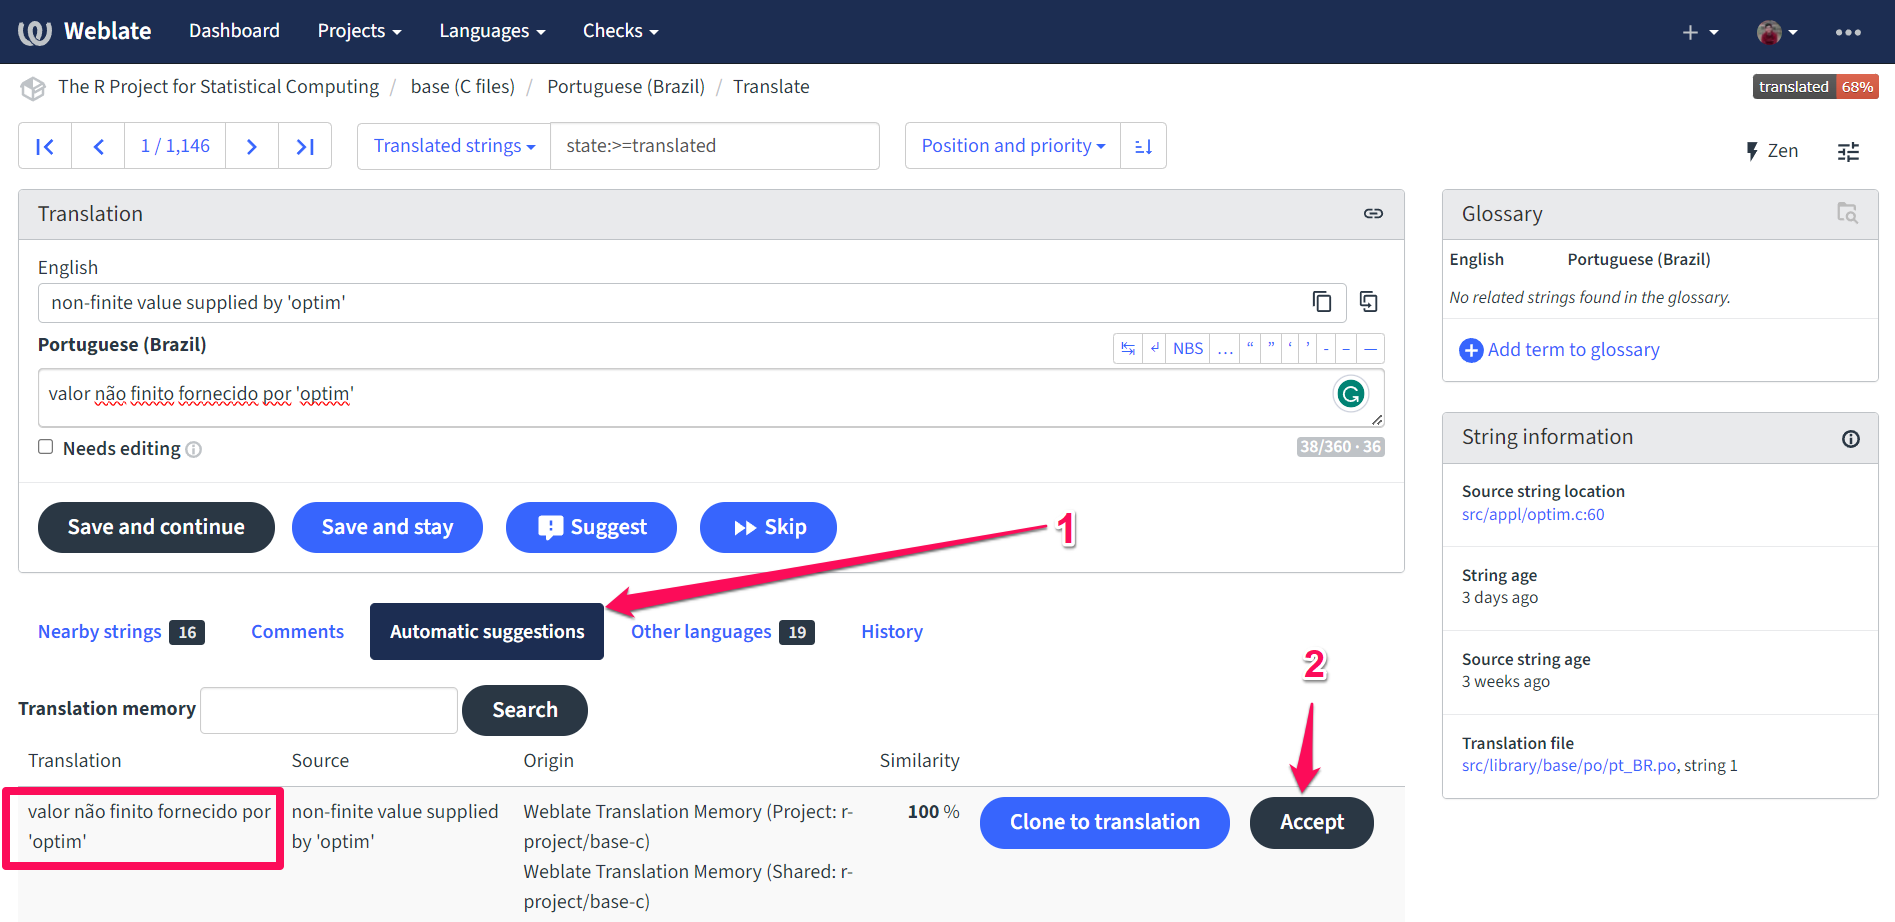 Weblate Dashboard Projects Languages Checks
The R Project for Statistical Computing / base (C files) / Portuguese (Brazil) / Translate translated 68%
1 / 1,146 Translated strings state:>=translated Position and priority Zen
Translation
English
non-finite value supplied by 'optim'
Portuguese (Brazil)
NBS … “ ” ‘ ’ - – —
valor não finito fornecido por 'optim'
Needs editing
38/360 · 36
Save and continue Save and stay Suggest Skip
1
Nearby strings 16 Comments Automatic suggestions Other languages 19 History
2
Translation memory Search
Translation Source Origin Similarity
valor não finito fornecido por non-finite value supplied Weblate Translation Memory (Project: r- 100 % Clone to translation Accept
'optim' by 'optim' project/base-c)
Weblate Translation Memory (Shared: r-
project/base-c)
Glossary
English Portuguese (Brazil)
No related strings found in the glossary.
Add term to glossary
String information
Source string location
src/appl/optim.c:60
String age
3 days ago
Source string age
3 weeks ago
Translation file
src/library/base/po/pt_BR.po, string 1